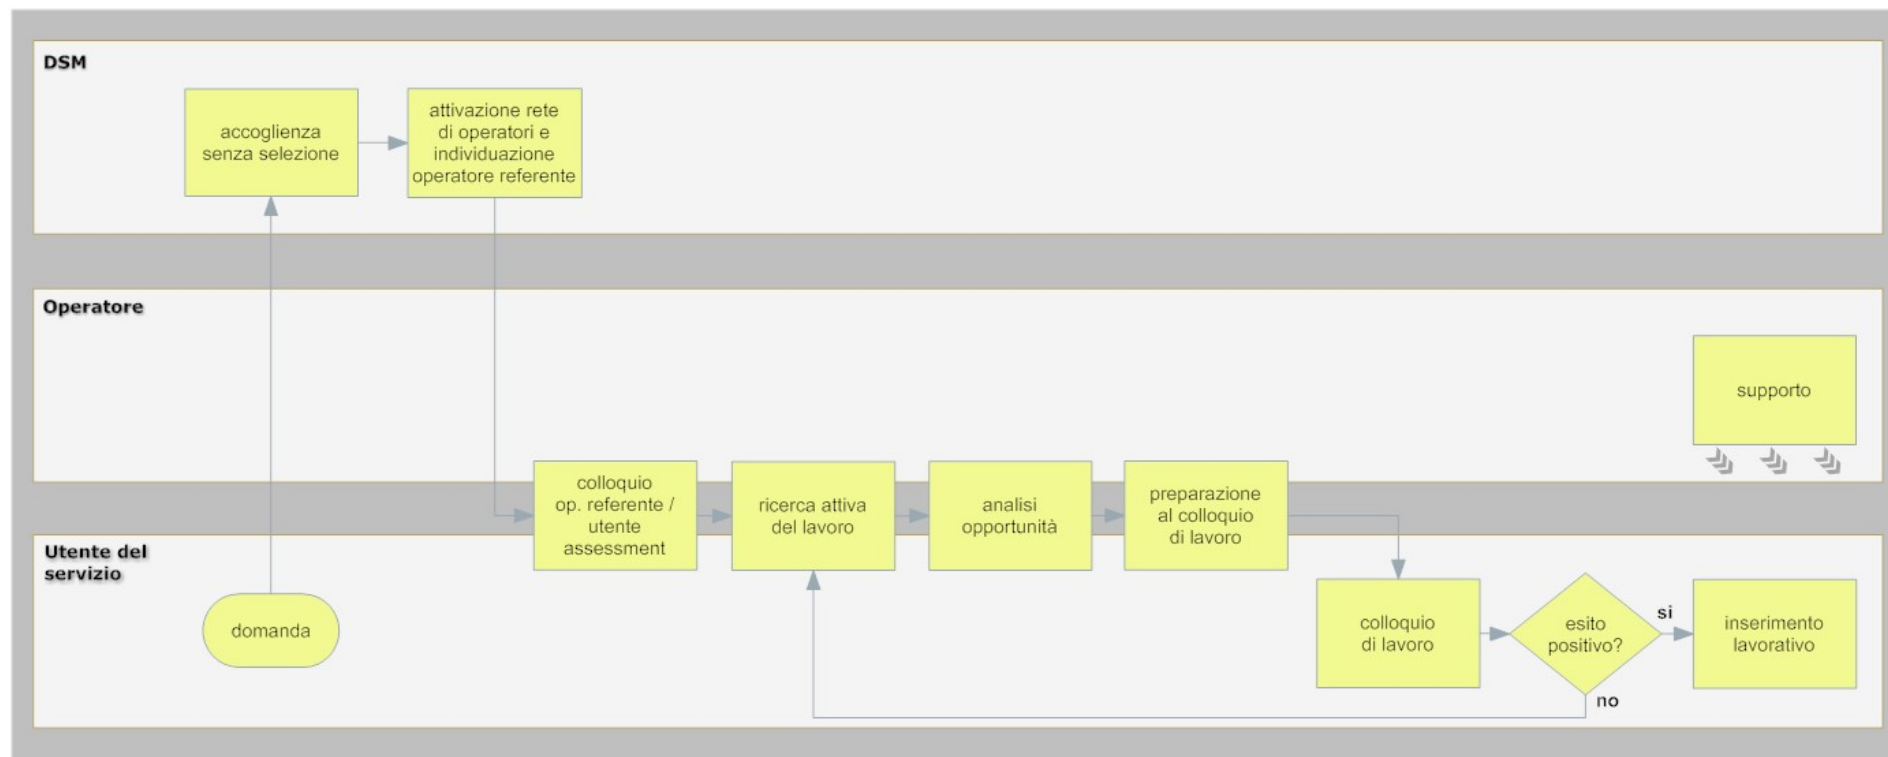 DSM
accoglienza
senza selezione
attivazione rete
di operatori e
individuazione
operatore referente
Operatore
supporto
colloquio
op. referente /
utente
assessment
ricerca attiva
del lavoro
analisi
opportunità
preparazione
al colloquio
di lavoro
Utente del
servizio
domanda
colloquio
di lavoro
esito
positivo?
si
no
inserimento
lavorativo